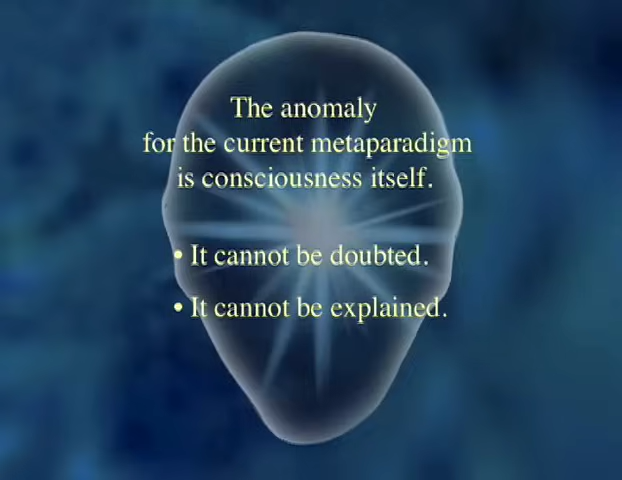 The anomaly
for the current metaparadigm
is consciousness itself.
• It cannot be doubted.
• It cannot be explained.